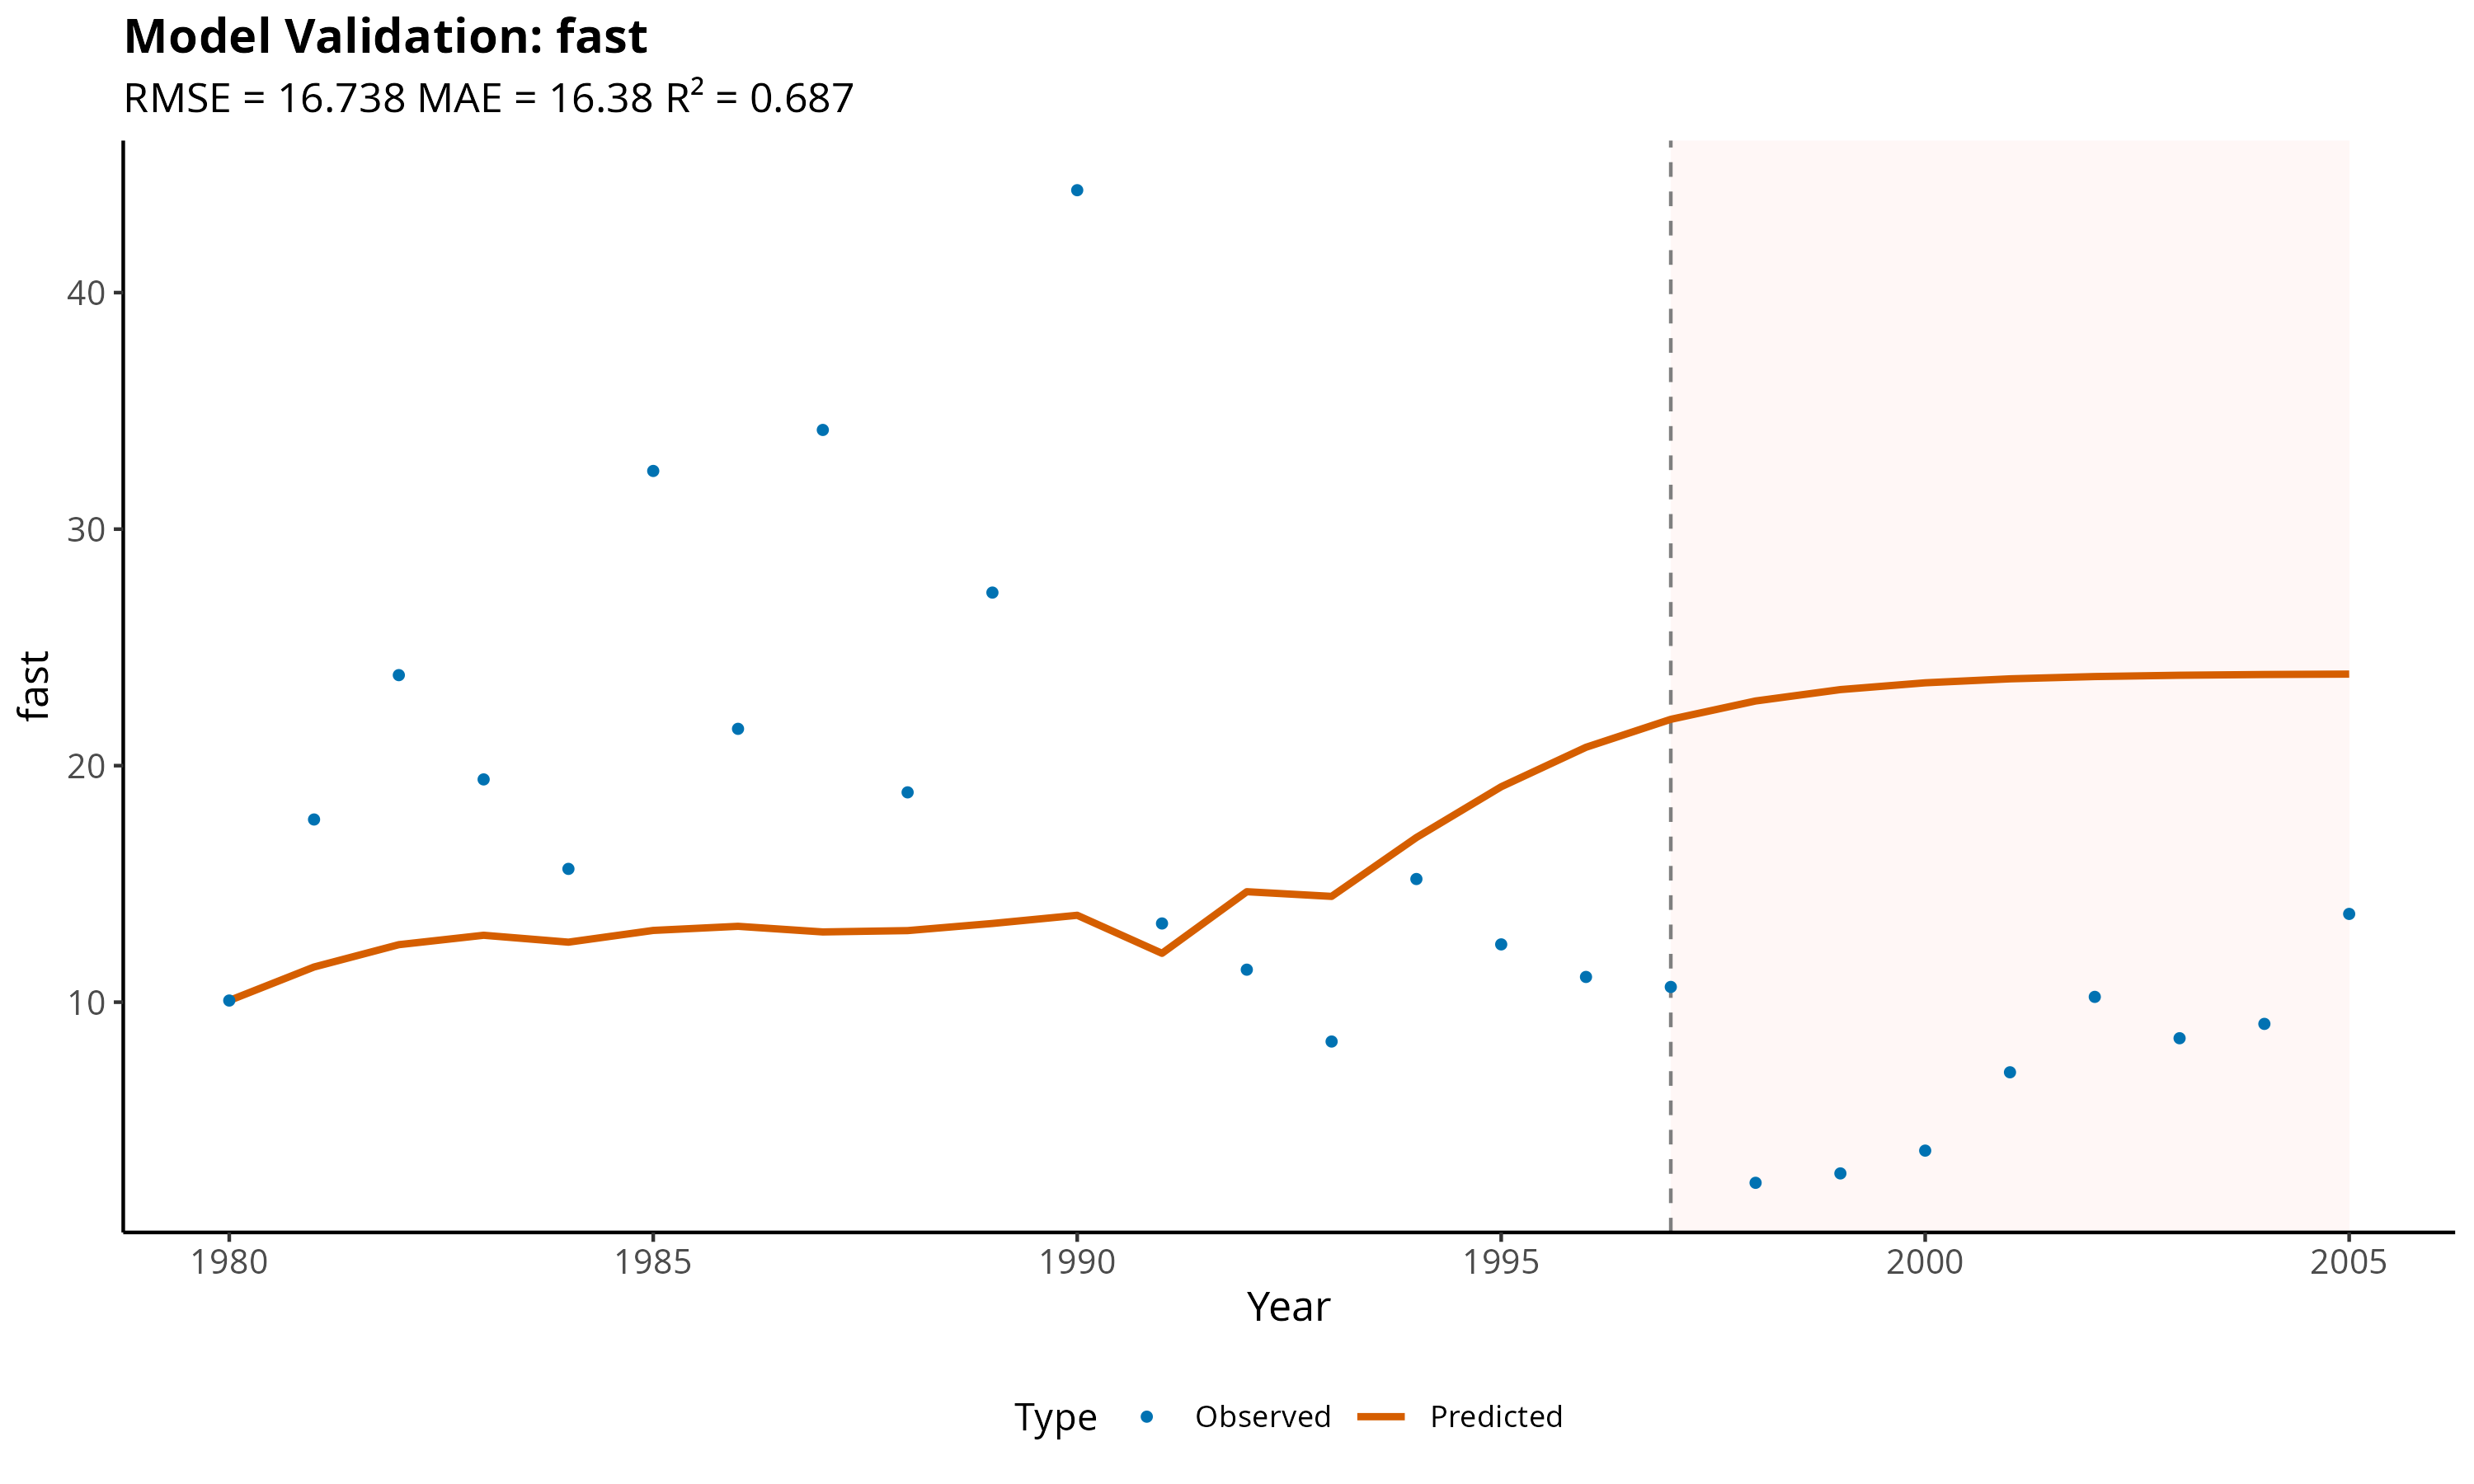 Model Validation: fast
RMSE = 16.738 MAE = 16.38 R² = 0.687
40
30
20
10
fast
1980 1985 1990 1995 2000 2005
Year
Type Observed Predicted